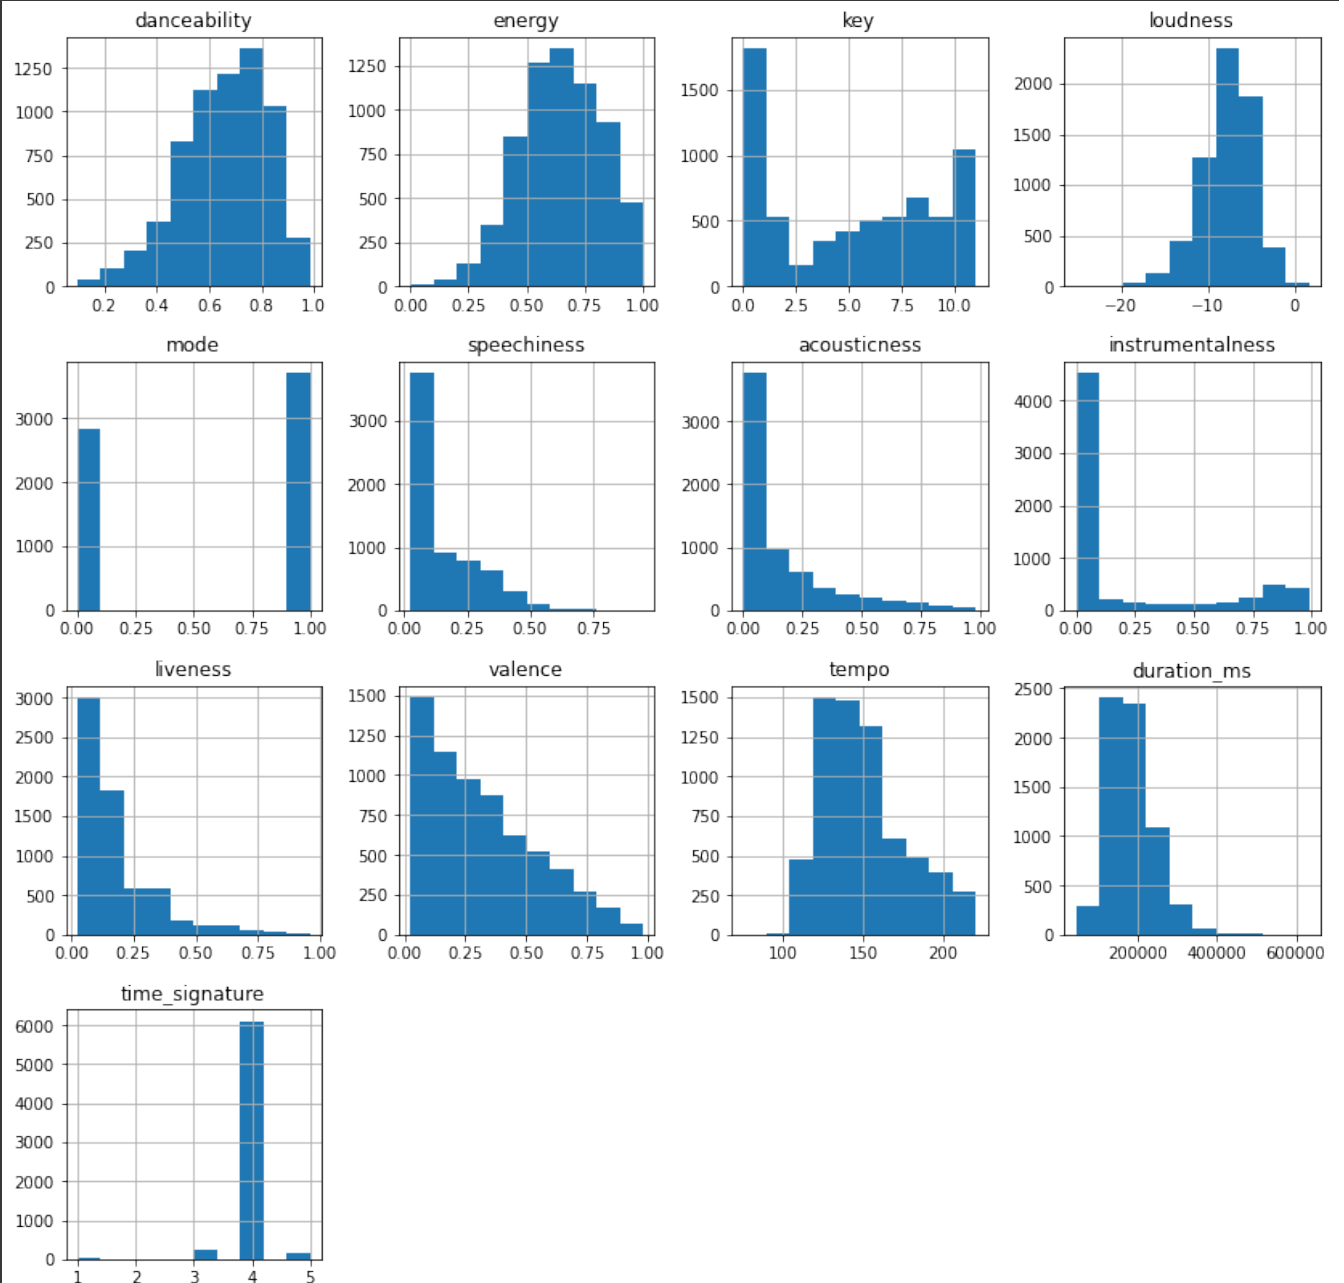 danceability
energy
key
loudness
1250
1000
750
500
250
0
0.2 0.4 0.6 0.8 1.0
1250
1000
750
500
250
0
0.00 0.25 0.50 0.75 1.00
1500
1000
500
0
0.0 2.5 5.0 7.5 10.0
2000
1500
1000
500
0
−20 −10 0
mode
speechiness
acousticness
instrumentalness
3000
2000
1000
0
0.00 0.25 0.50 0.75 1.00
3000
2000
1000
0
0.00 0.25 0.50 0.75
3000
2000
1000
0
0.00 0.25 0.50 0.75 1.00
4000
3000
2000
1000
0
0.00 0.25 0.50 0.75 1.00
liveness
valence
tempo
duration_ms
3000
2500
2000
1500
1000
500
0
0.00 0.25 0.50 0.75 1.00
1500
1250
1000
750
500
250
0
0.00 0.25 0.50 0.75 1.00
1500
1250
1000
750
500
250
0
100 150 200
2500
2000
1500
1000
500
0
200000 400000 600000
time_signature
6000
5000
4000
3000
2000
1000
0
1 2 3 4 5